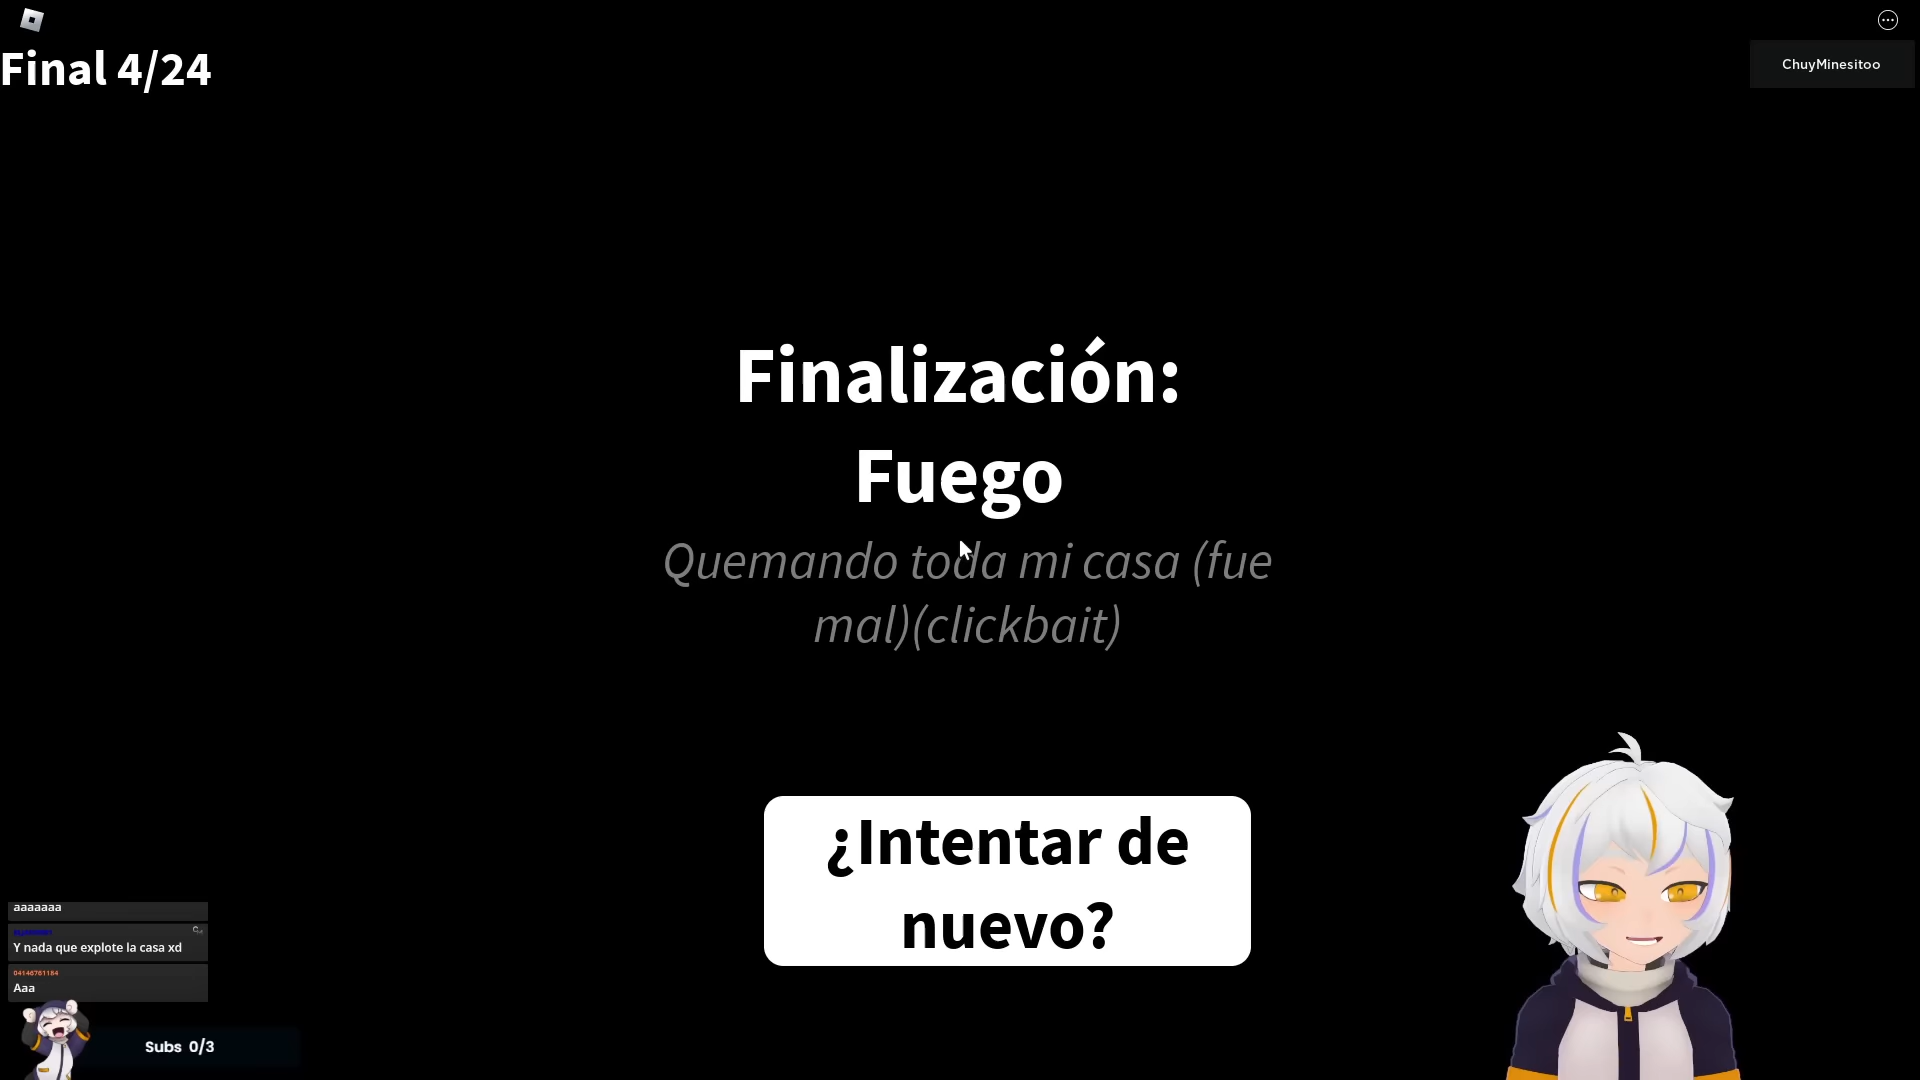 Final 4/24
ChuyMinesitoo
Finalización:
Fuego
Quemando toda mi casa (fue
mal)(clickbait)
¿Intentar de
nuevo?
aaaaaaa
Y nada que explote la casa xd
04146761184
Aaa
Subs 0/3